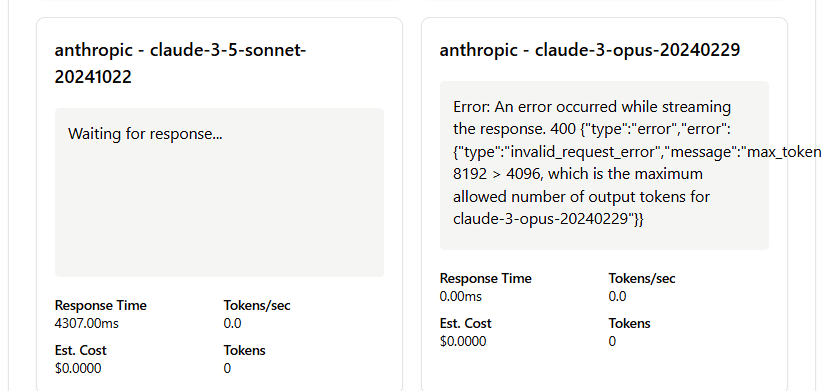 anthropic - claude-3-5-sonnet-
20241022
Waiting for response...
Response Time
4307.00ms
Tokens/sec
0.0
Est. Cost
$0.0000
Tokens
0
anthropic - claude-3-opus-20240229
Error: An error occurred while streaming
the response. 400 {"type":"error","error":
{"type":"invalid_request_error","message":"max_token
8192 > 4096, which is the maximum
allowed number of output tokens for
claude-3-opus-20240229"}}
Response Time
0.00ms
Tokens/sec
0.0
Est. Cost
$0.0000
Tokens
0